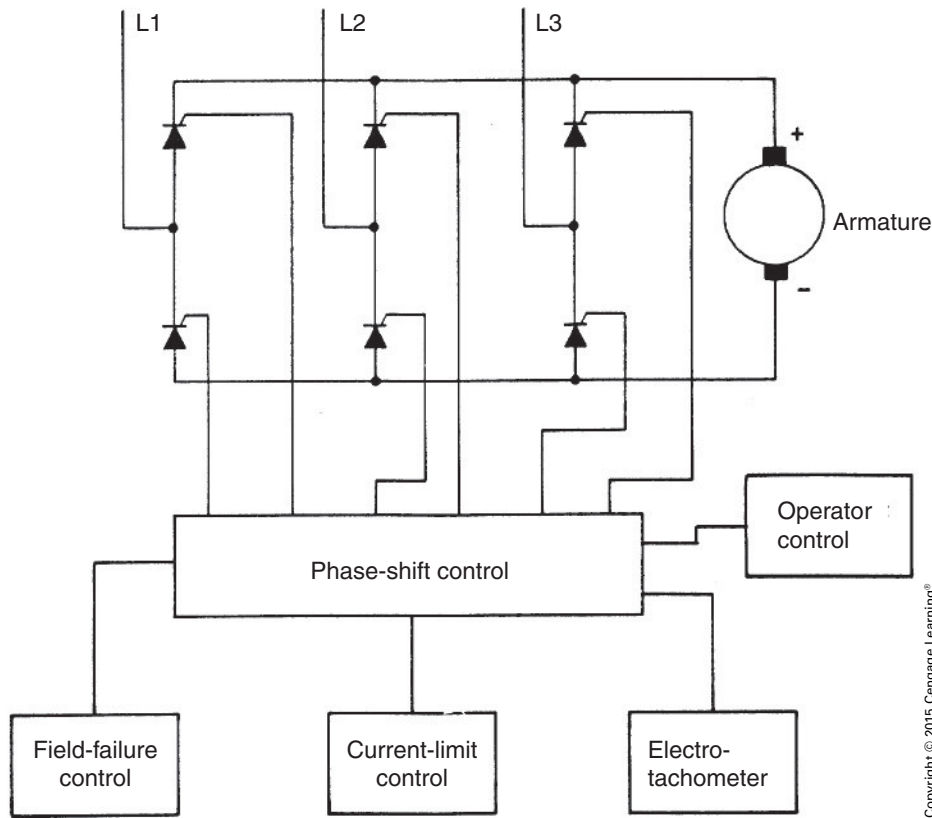 L1
L2
L3
+
Armature
–
Operator
control
Phase-shift control
Field-failure
control
Current-limit
control
Electro-
tachometer
Copyright © 2015 Cengage Learning®